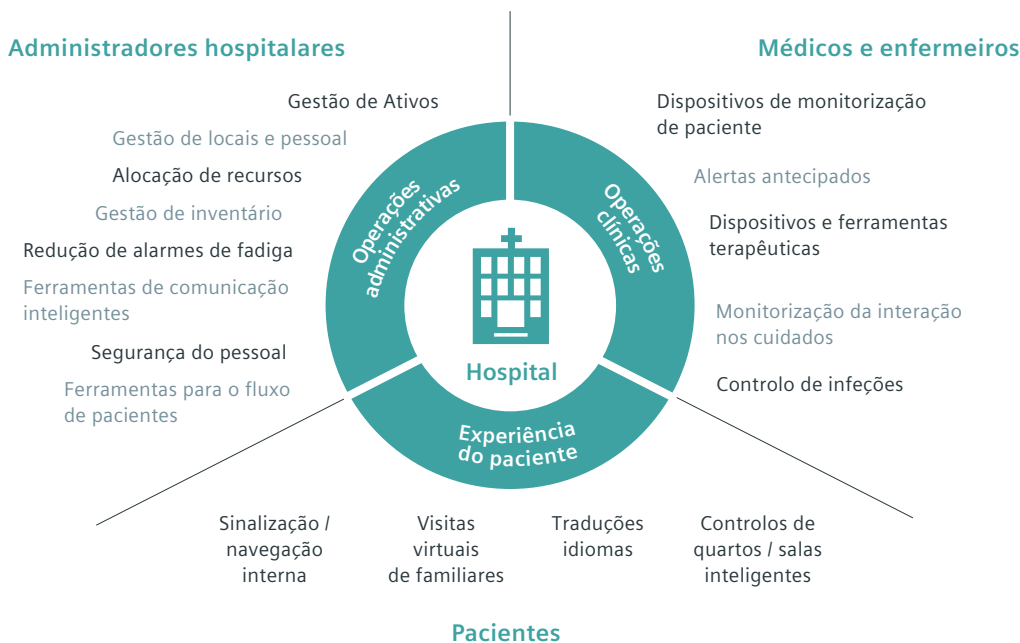 Administradores hospitalares
Gestão de Ativos
Gestão de locais e pessoal
Alocação de recursos
Gestão de inventário
Redução de alarmes de fadiga
Ferramentas de comunicação
inteligentes
Segurança do pessoal
Ferramentas para o fluxo
de pacientes
Médicos e enfermeiros
Dispositivos de monitorização
de paciente
Alertas antecipados
Dispositivos e ferramentas
terapêuticas
Monitorização da interação
nos cuidados
Controlo de infeções
Operações
administrativas
Operações
clínicas
Hospital
Experiência
do paciente
Sinalização /
navegação
interna
Visitas
virtuais
de familiares
Traduções
idiomas
Controlos de
quartos / salas
inteligentes
Pacientes